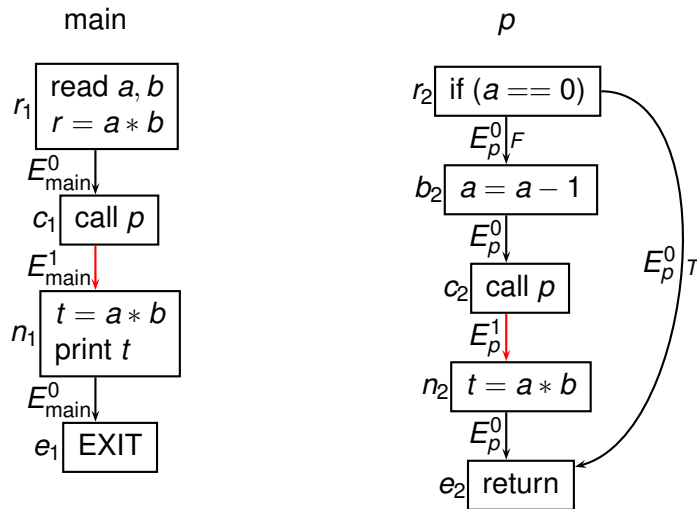 main
r1
read a, b
r = a ∗ b
E0main
c1
call p
E1main
n1
t = a ∗ b
print t
E0main
e1
EXIT
p
r2
if (a == 0)
E0p
F
b2
a = a − 1
E0p
c2
call p
E1p
n2
t = a ∗ b
E0p
e2
return
E0p
T